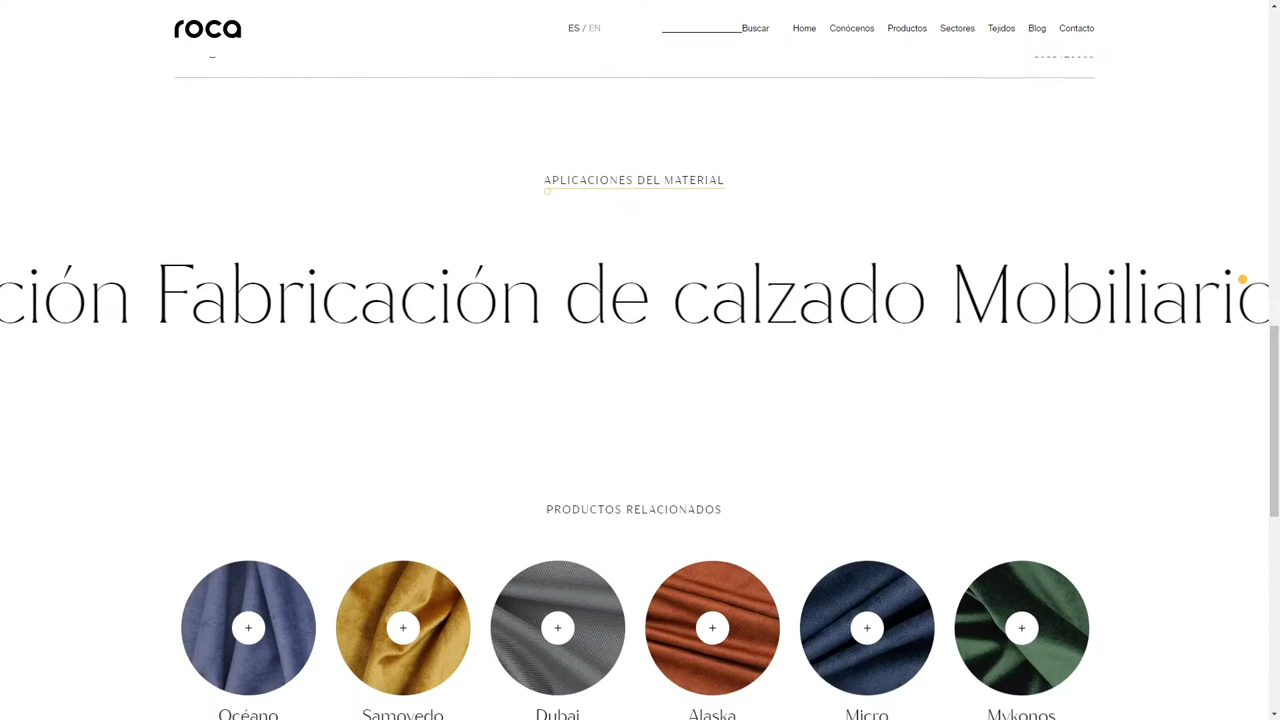 roca
ES / EN
Buscar
Home Conócenos Productos Sectores Tejidos Blog Contacto
APLICACIONES DEL MATERIAL
ción Fabricación de calzado Mobiliario
PRODUCTOS RELACIONADOS
Océano Samoyedo Dubai Alaska Micro Mykonos